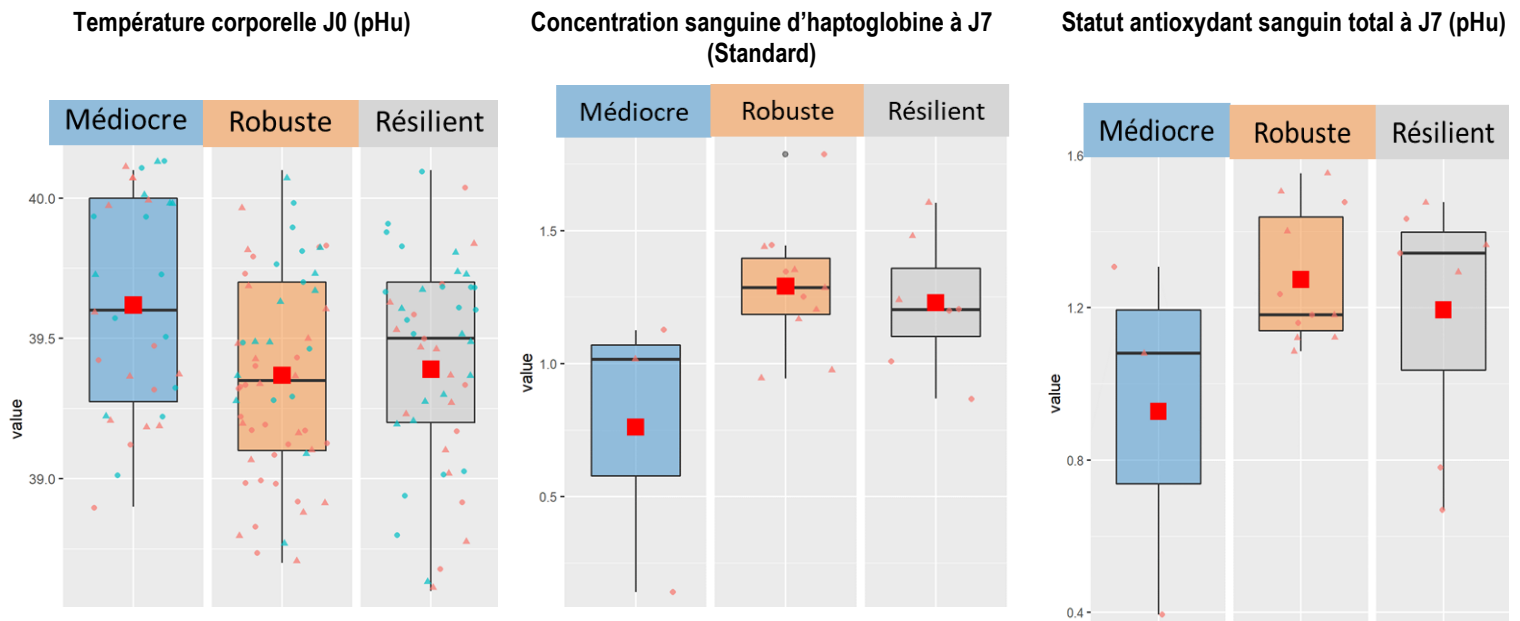 Température corporelle J0 (pHu)
Médiocre
Robuste
Résilient
40.0
39.5
39.0
value
Concentration sanguine d’haptoglobine à J7
(Standard)
Médiocre
Robuste
Résilient
1.5
1.0
0.5
value
Statut antioxydant sanguin total à J7 (pHu)
Médiocre
Robuste
Résilient
1.6
1.2
0.8
0.4
value